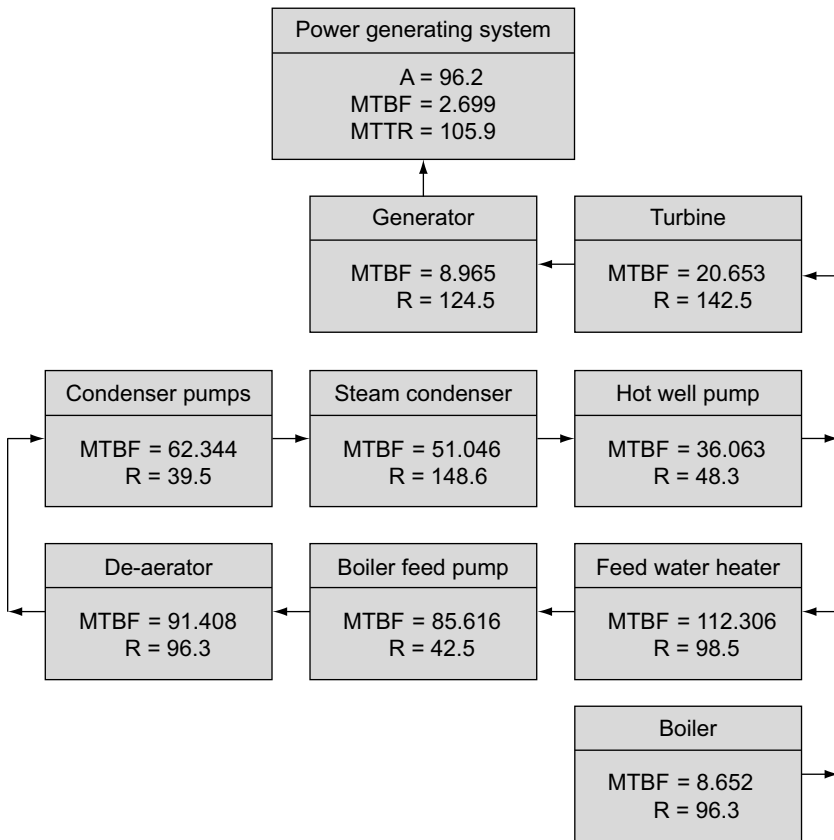 Power generating system
A = 96.2
MTBF = 2.699
MTTR = 105.9
Generator
MTBF = 8.965
R = 124.5
Turbine
MTBF = 20.653
R = 142.5
Condenser pumps
MTBF = 62.344
R = 39.5
Steam condenser
MTBF = 51.046
R = 148.6
Hot well pump
MTBF = 36.063
R = 48.3
De-aerator
MTBF = 91.408
R = 96.3
Boiler feed pump
MTBF = 85.616
R = 42.5
Feed water heater
MTBF = 112.306
R = 98.5
Boiler
MTBF = 8.652
R = 96.3